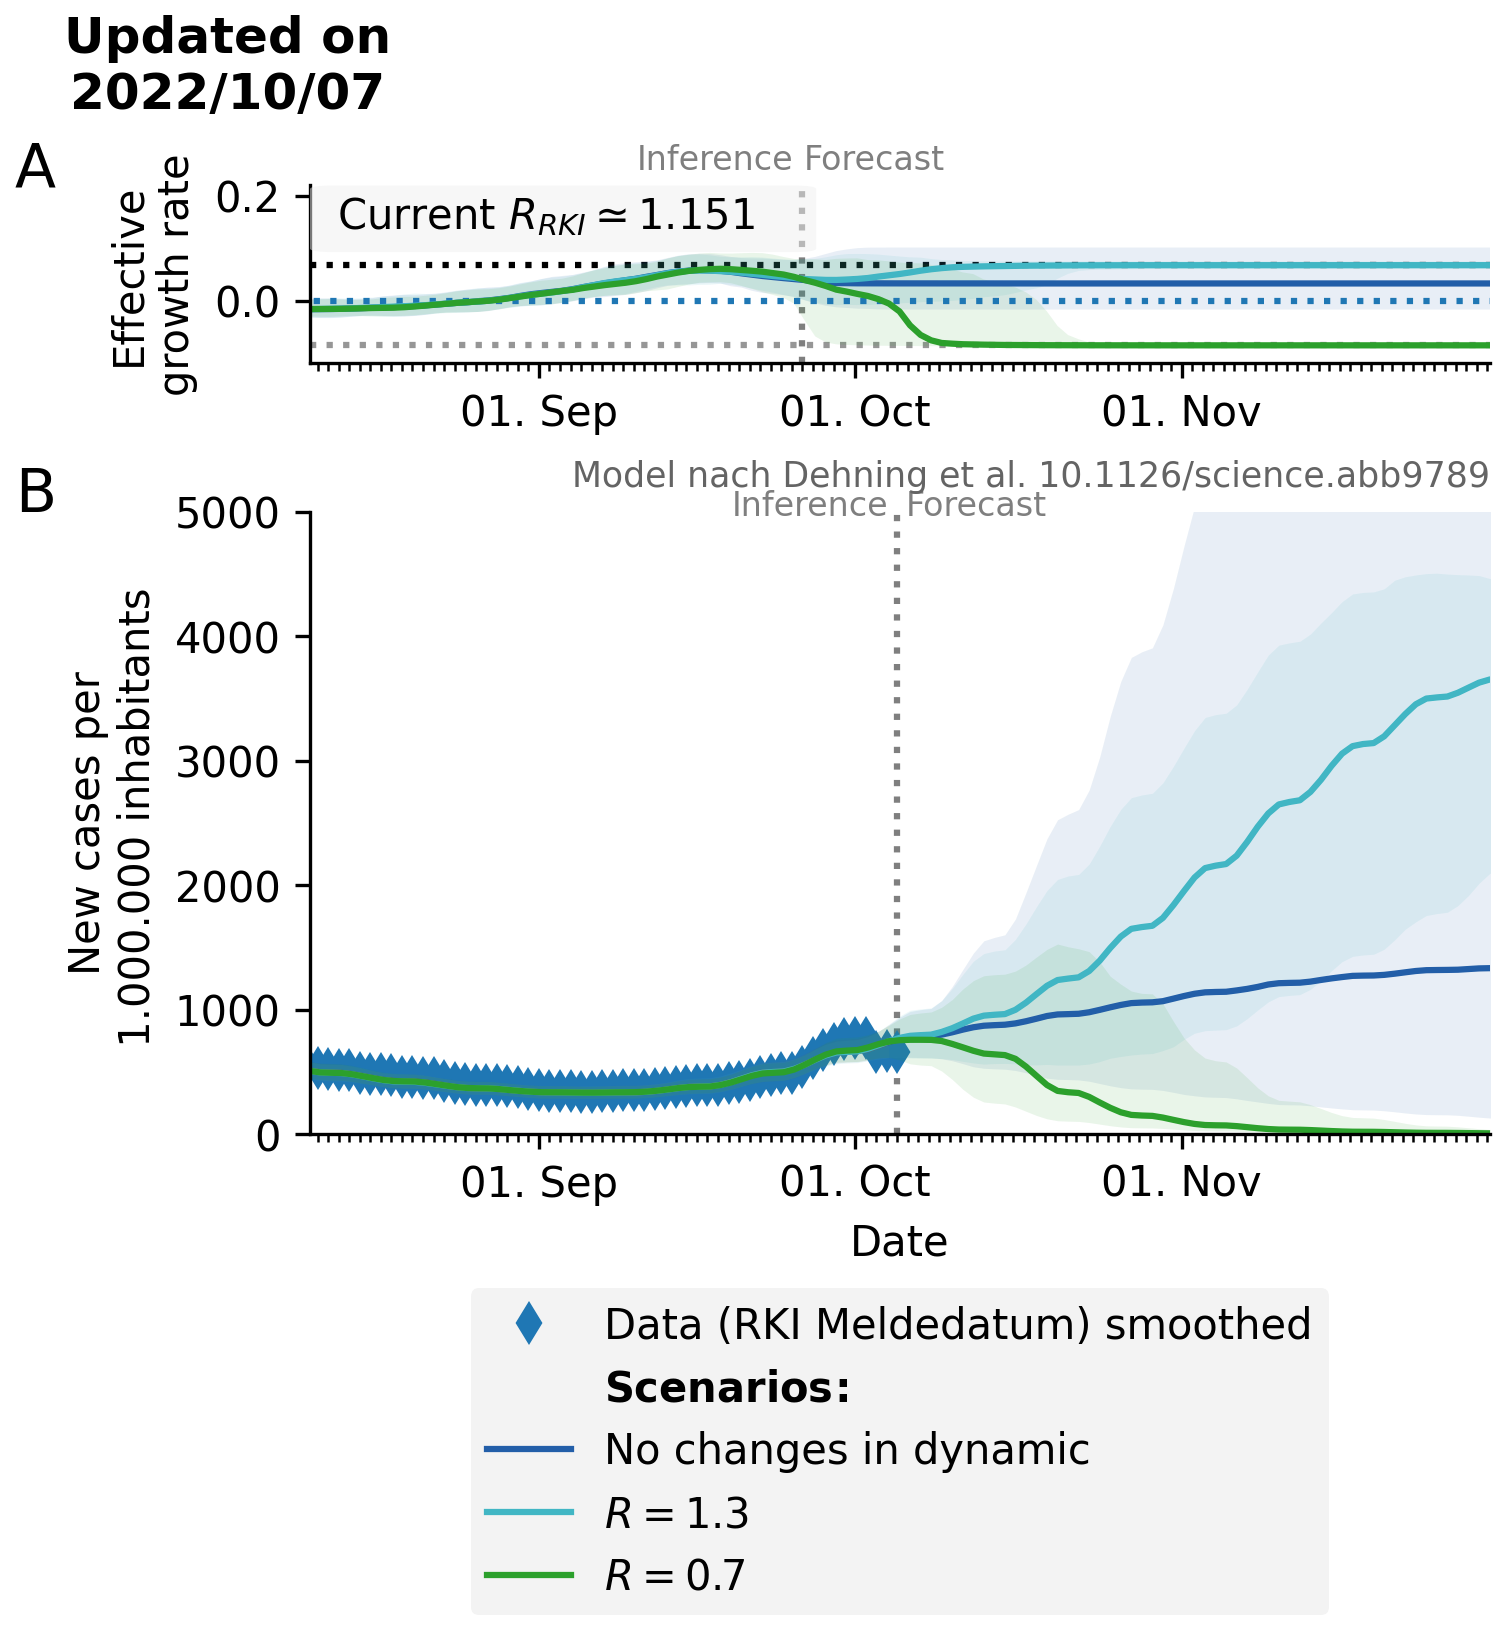 Updated on
2022/10/07
A
Inference Forecast
Effective
growth rate
0.2
0.0
Current R_RKI ≃ 1.151
01. Sep
01. Oct
01. Nov
B
Model nach Dehning et al. 10.1126/science.abb9789
Inference Forecast
New cases per
1.000.000 inhabitants
5000
4000
3000
2000
1000
0
01. Sep
01. Oct
01. Nov
Date
Data (RKI Meldedatum) smoothed
Scenarios:
No changes in dynamic
R = 1.3
R = 0.7